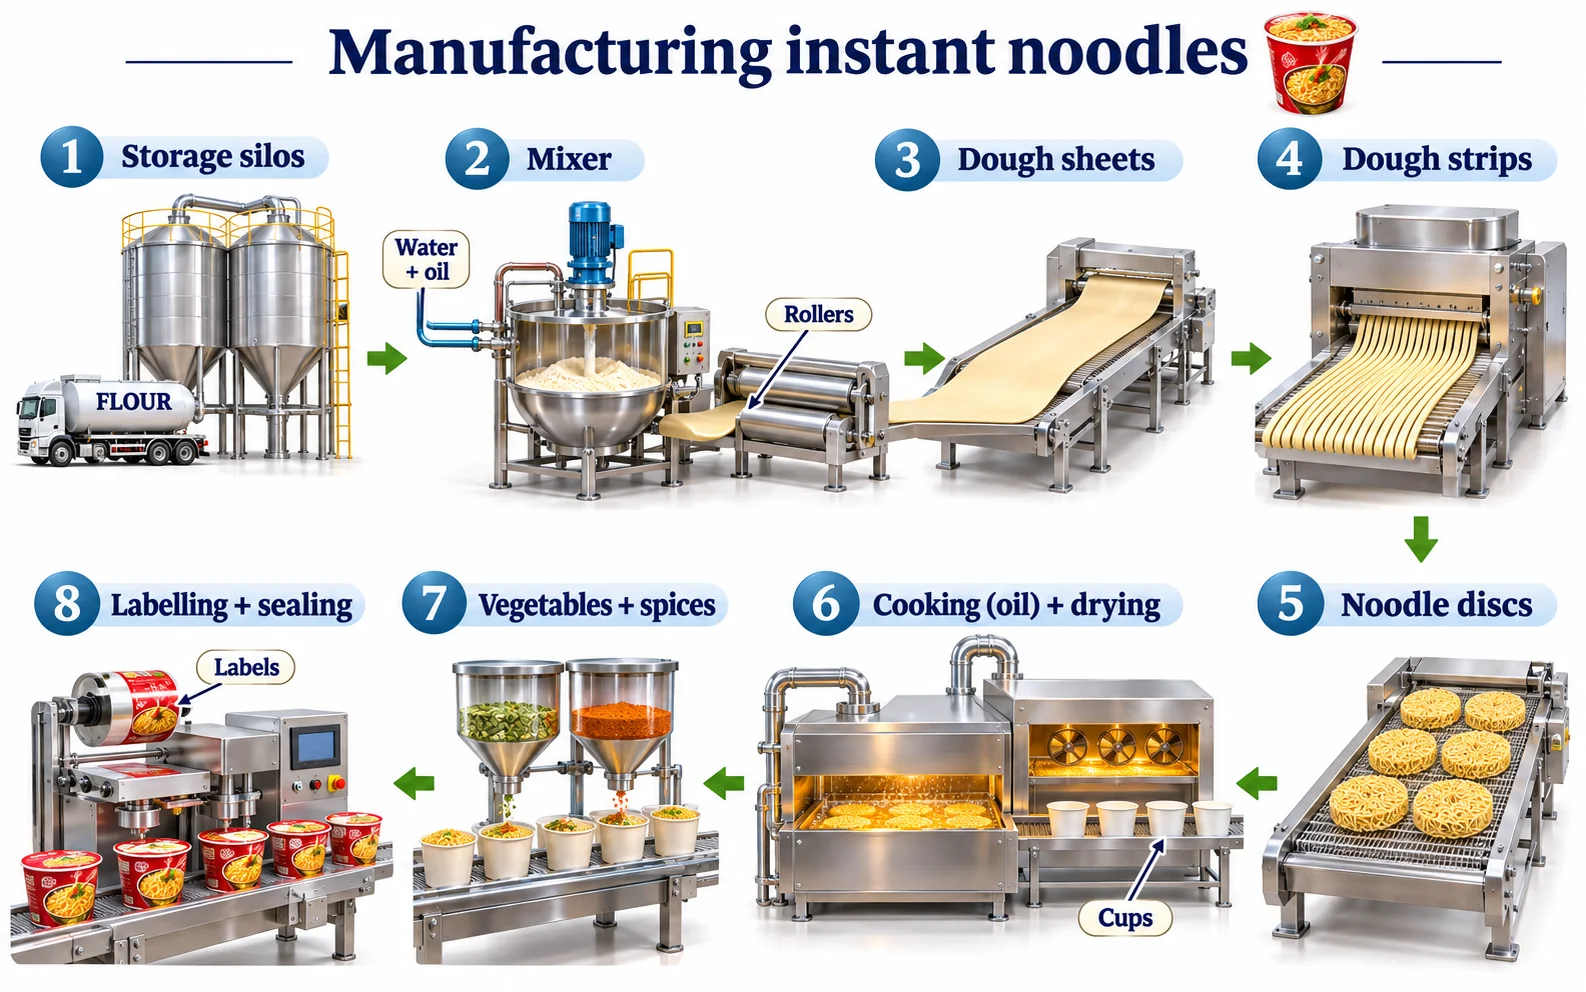 Manufacturing instant noodles
1 Storage silos
2 Mixer
3 Dough sheets
4 Dough strips
Water
+ oil
Rollers
FLOUR
8 Labelling + sealing
7 Vegetables + spices
6 Cooking (oil) + drying
5 Noodle discs
Labels
Cups